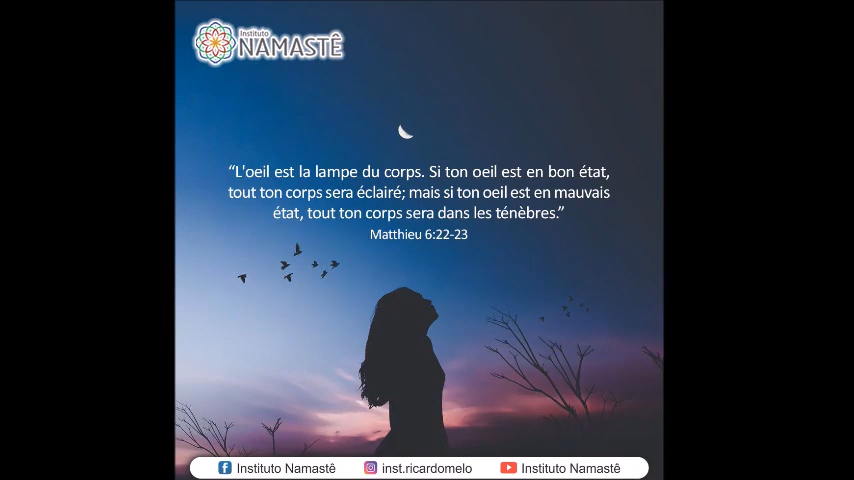 Instituto
NAMASTÊ
“L'oeil est la lampe du corps. Si ton oeil est en bon état,
tout ton corps sera éclairé; mais si ton oeil est en mauvais
état, tout ton corps sera dans les ténèbres.”
Matthieu 6:22-23
Instituto Namastê inst.ricardomelo Instituto Namastê